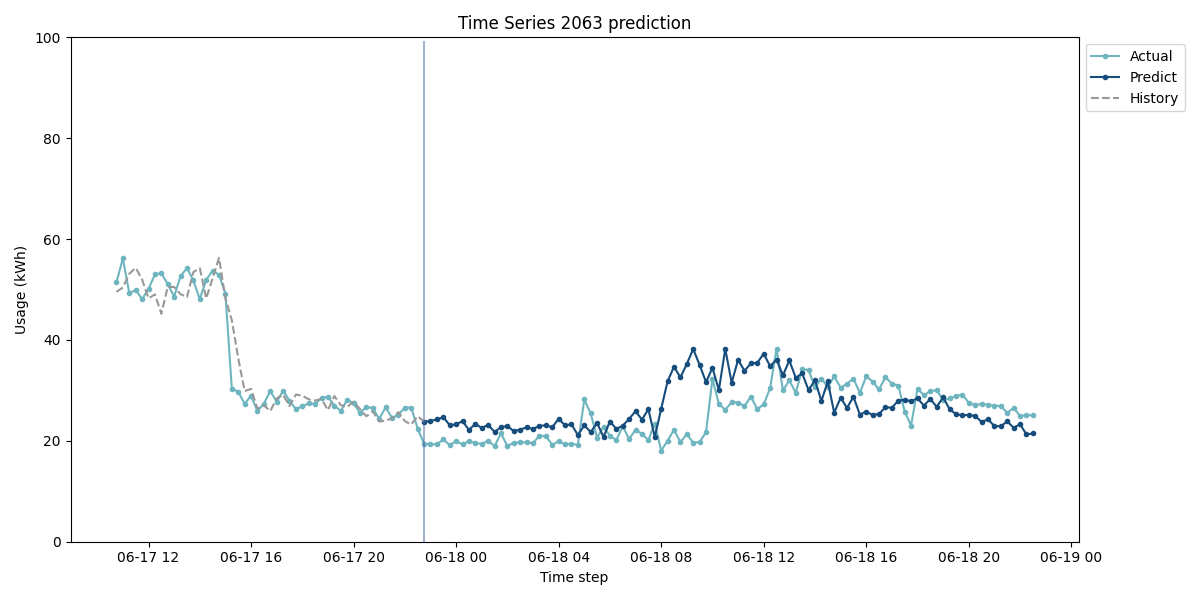 Time Series 2063 prediction
100
80
60
40
20
0
Usage (kWh)
06-17 12
06-17 16
06-17 20
06-18 00
06-18 04
06-18 08
06-18 12
06-18 16
06-18 20
06-19 00
Time step
Actual
Predict
History